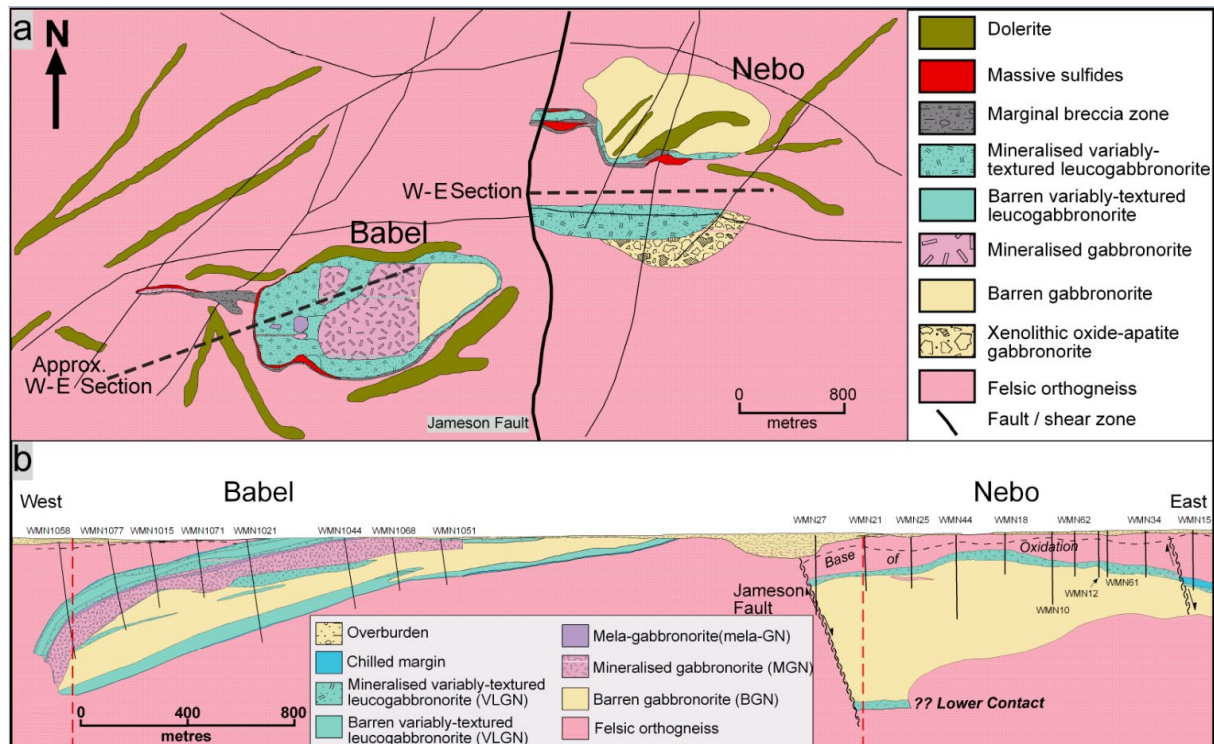 a
N
Nebo
W-E Section
Babel
Approx.
W-E Section
Jameson Fault
0 800
metres
Dolerite
Massive sulfides
Marginal breccia zone
Mineralised variably-
textured leucogabbronorite
Barren variably-textured
leucogabbronorite
Mineralised gabbronorite
Barren gabbronorite
Xenolithic oxide-apatite
gabbronorite
Felsic orthogneiss
Fault / shear zone
b
West
Babel
Nebo
East
WMN1058 WMN1077 WMN1015 WMN1071 WMN1021 WMN1044 WMN1068 WMN1051
WMN27 WMN21 WMN25 WMN44 WMN18 WMN62 WMN34 WMN15
Base of Oxidation
WMN12
WMN61
WMN10
Jameson
Fault
?? Lower Contact
Overburden
Chilled margin
Mineralised variably-textured
leucogabbronorite (VLGN)
Barren variably-textured
leucogabbronorite (VLGN)
Mela-gabbronorite(mela-GN)
Mineralised gabbronorite (MGN)
Barren gabbronorite (BGN)
Felsic orthogneiss
0 400 800
metres